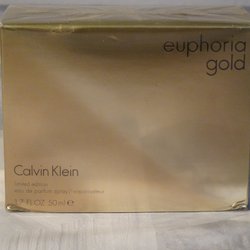 euphoria
gold
Calvin Klein
limited edition
eau de parfum spray / vaporisateur
1.7 FL OZ 50 ml e